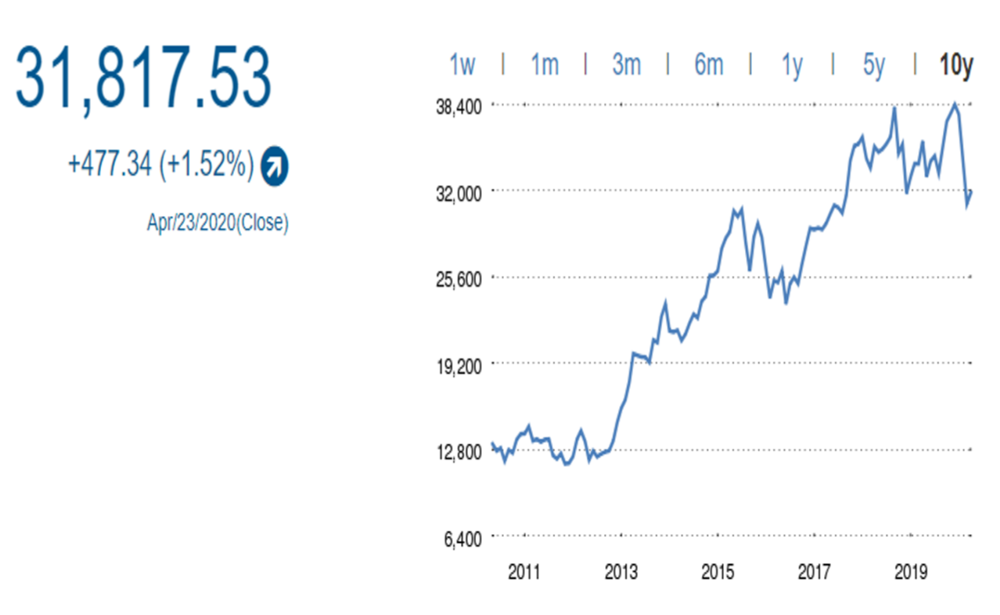 31,817.53
+477.34 (+1.52%)
Apr/23/2020(Close)
1w | 1m | 3m | 6m | 1y | 5y | 10y
38,400
32,000
25,600
19,200
12,800
6,400
2011 2013 2015 2017 2019